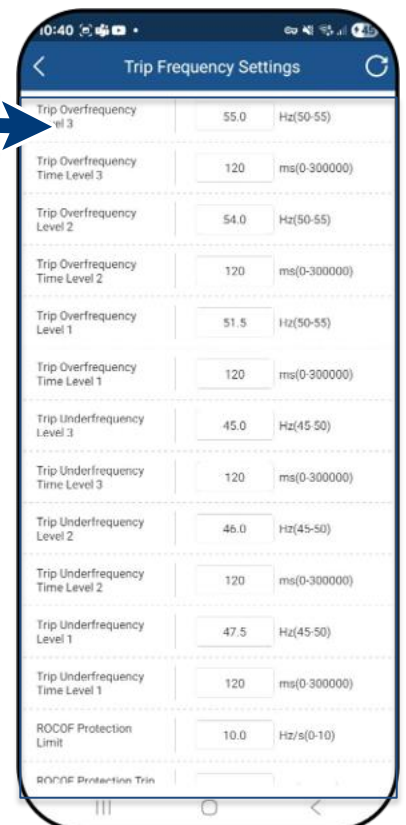 10:40
Trip Frequency Settings
Trip Overfrequency
el 3
55.0
Hz(50-55)
Trip Overfrequency
Time Level 3
120
ms(0-300000)
Trip Overfrequency
Level 2
54.0
Hz(50-55)
Trip Overfrequency
Time Level 2
120
ms(0-300000)
Trip Overfrequency
Level 1
51.5
Hz(50-55)
Trip Overfrequency
Time Level 1
120
ms(0-300000)
Trip Underfrequency
Level 3
45.0
Hz(45-50)
Trip Underfrequency
Time Level 3
120
ms(0-300000)
Trip Underfrequency
Level 2
46.0
Hz(45-50)
Trip Underfrequency
Time Level 2
120
ms(0-300000)
Trip Underfrequency
Level 1
47.5
Hz(45-50)
Trip Underfrequency
Time Level 1
120
ms(0-300000)
ROCOF Protection
Limit
10.0
Hz/s(0-10)
ROCOF Protection Trip